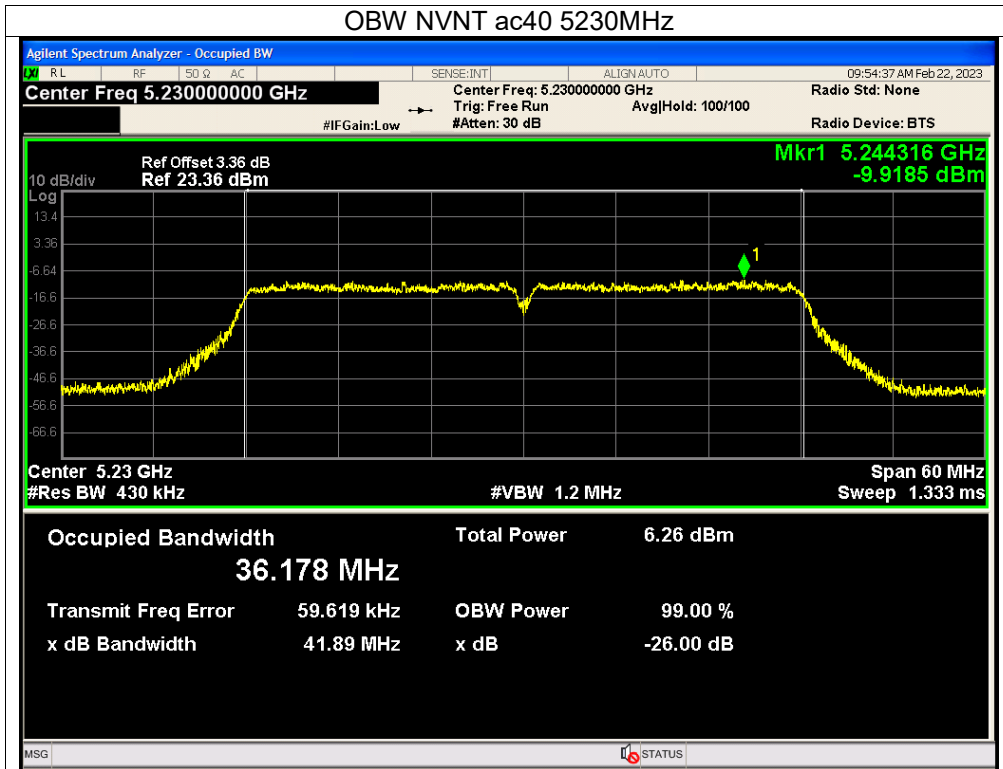 OBW NVNT ac40 5230MHz
Agilent Spectrum Analyzer - Occupied BW
LXI RL RF 50 Ω AC SENSE:INT ALIGN AUTO 09:54:37 AM Feb 22, 2023
Center Freq 5.230000000 GHz Center Freq: 5.230000000 GHz Radio Std: None
Trig: Free Run Avg|Hold: 100/100
#IFGain:Low #Atten: 30 dB Radio Device: BTS
Mkr1 5.244316 GHz
-9.9185 dBm
Ref Offset 3.36 dB
10 dB/div Ref 23.36 dBm
Log
13.4
3.36
1
-6.64
-16.6
-26.6
-36.6
-46.6
-56.6
-66.6
Center 5.23 GHz Span 60 MHz
#Res BW 430 kHz #VBW 1.2 MHz Sweep 1.333 ms
Occupied Bandwidth Total Power 6.26 dBm
36.178 MHz
Transmit Freq Error 59.619 kHz OBW Power 99.00 %
x dB Bandwidth 41.89 MHz x dB -26.00 dB
MSG STATUS